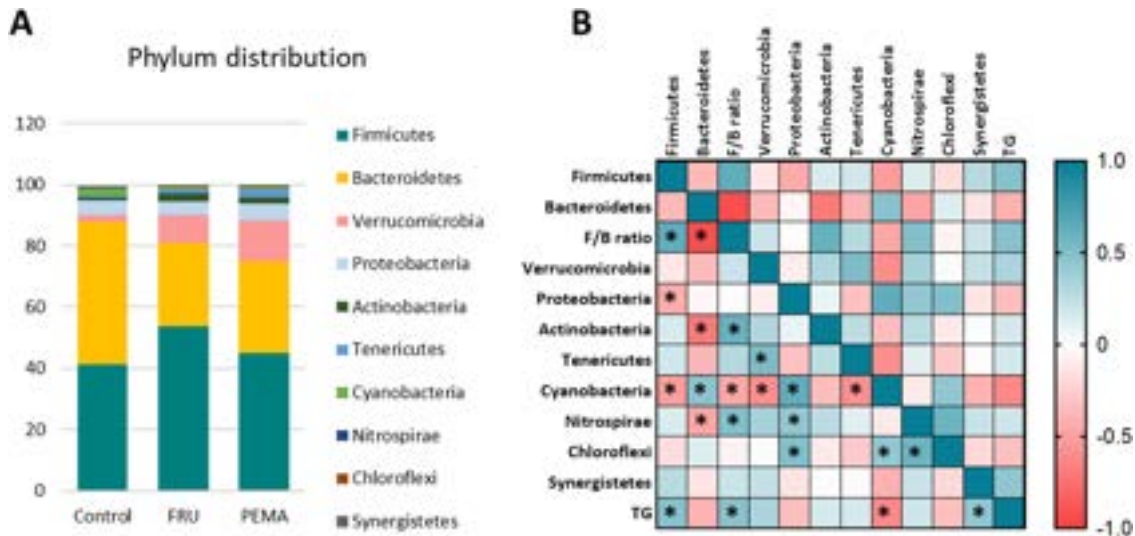 A
Phylum distribution
120
100
80
60
40
20
0
Control FRU PEMA
Firmicutes
Bacteroidetes
Verrucomicrobia
Proteobacteria
Actinobacteria
Tenericutes
Cyanobacteria
Nitrospirae
Chloroflexi
Synergistetes
B
Firmicutes
Bacteroidetes
F/B ratio
Verrucomicrobia
Proteobacteria
Actinobacteria
Tenericutes
Cyanobacteria
Nitrospirae
Chloroflexi
Synergistetes
TG
Firmicutes
Bacteroidetes
F/B ratio *  *
Verrucomicrobia
Proteobacteria *
Actinobacteria * *
Tenericutes *
Cyanobacteria * * * * * *
Nitrospirae * * *
Chloroflexi * * *
Synergistetes
TG * * * *
1.0
0.5
0
-0.5
-1.0